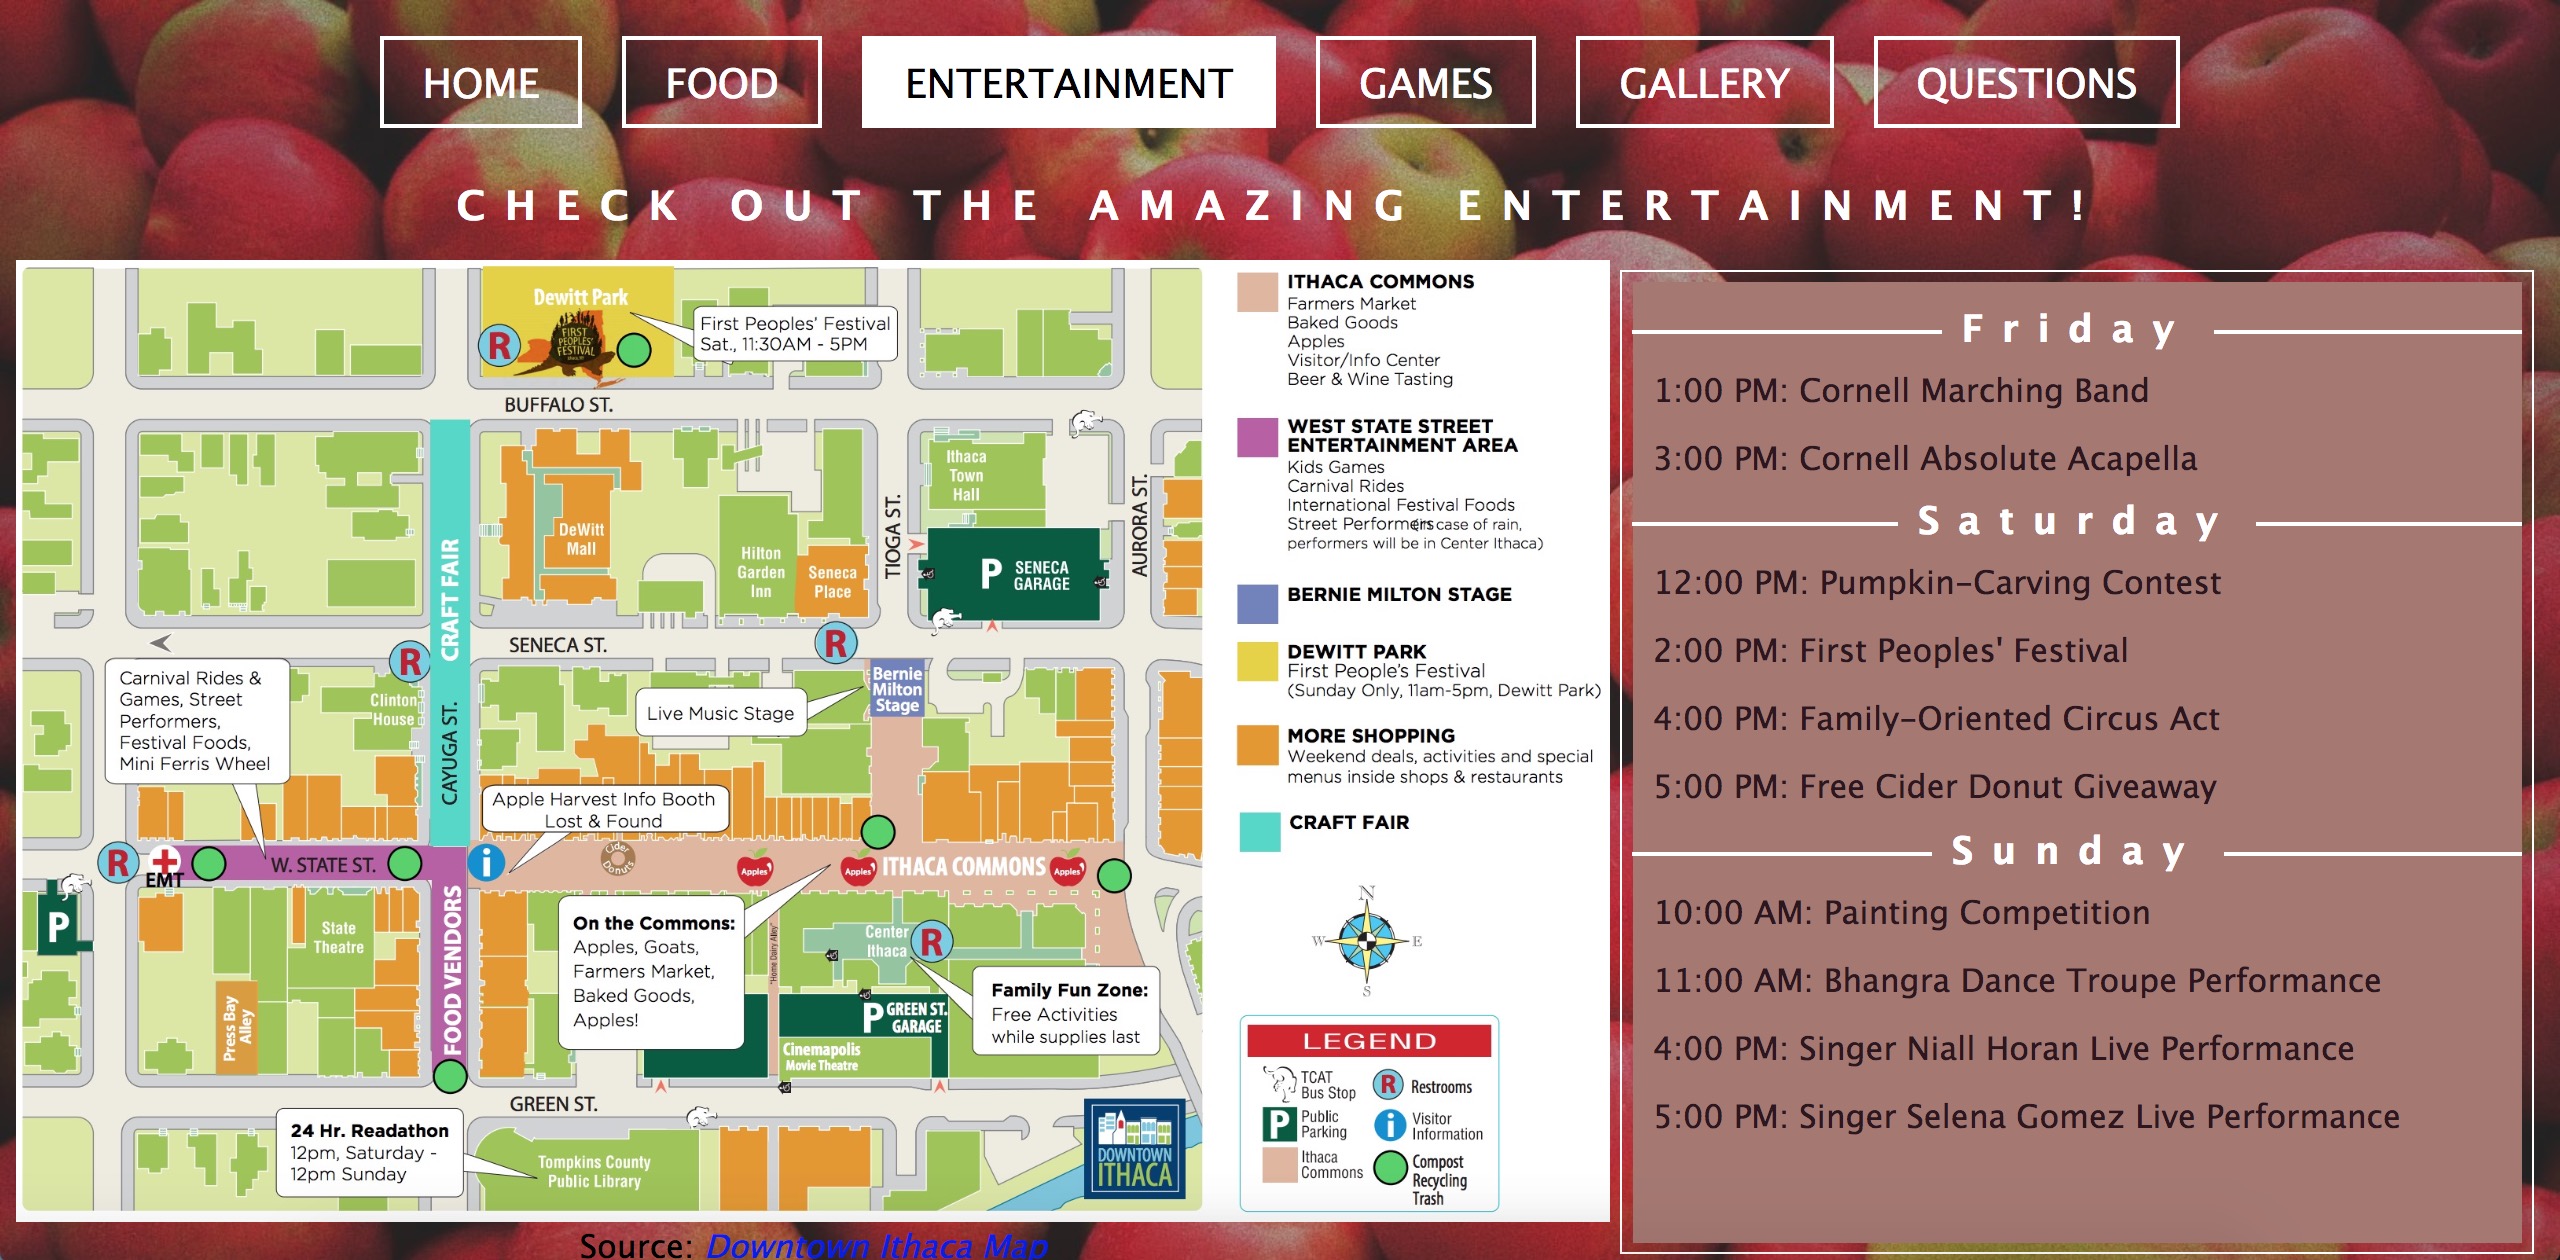 HOME
FOOD
ENTERTAINMENT
GAMES
GALLERY
QUESTIONS
CHECK OUT THE AMAZING ENTERTAINMENT!
Dewitt Park
FIRST
PEOPLES'
FESTIVAL
R
First Peoples' Festival
Sat., 11:30AM - 5PM
BUFFALO ST.
DeWitt
Mall
Hilton
Garden
Inn
Seneca
Place
TIOGA ST.
Ithaca
Town
Hall
P SENECA
GARAGE
AURORA ST.
CRAFT FAIR
SENECA ST.
R
R
Clinton
House
CAYUGA ST.
Carnival Rides &
Games, Street
Performers,
Festival Foods,
Mini Ferris Wheel
Live Music Stage
Bernie
Milton
Stage
Apple Harvest Info Booth
Lost & Found
R
EMT
W. STATE ST.
i
Cider
Donuts
Apples
Apples
ITHACA COMMONS
Apples
P
State
Theatre
Press Bay
Alley
FOOD VENDORS
On the Commons:
Apples, Goats,
Farmers Market,
Baked Goods,
Apples!
"Home Dairy Alley"
Center
Ithaca
R
Family Fun Zone:
Free Activities
while supplies last
P GREEN ST.
GARAGE
Cinemapolis
Movie Theatre
GREEN ST.
24 Hr. Readathon
12pm, Saturday -
12pm Sunday
Tompkins County
Public Library
DOWNTOWN
ITHACA
ITHACA COMMONS
Farmers Market
Baked Goods
Apples
Visitor/Info Center
Beer & Wine Tasting
WEST STATE STREET
ENTERTAINMENT AREA
Kids Games
Carnival Rides
International Festival Foods
Street Performers (in case of rain,
performers will be in Center Ithaca)
BERNIE MILTON STAGE
DEWITT PARK
First People's Festival
(Sunday Only, 11am-5pm, Dewitt Park)
MORE SHOPPING
Weekend deals, activities and special
menus inside shops & restaurants
CRAFT FAIR
N
W E
S
LEGEND
TCAT
Bus Stop
R Restrooms
P Public
Parking
i Visitor
Information
Ithaca
Commons
Compost
Recycling
Trash
Source: Downtown Ithaca Map
Friday
1:00 PM: Cornell Marching Band
3:00 PM: Cornell Absolute Acapella
Saturday
12:00 PM: Pumpkin-Carving Contest
2:00 PM: First Peoples' Festival
4:00 PM: Family-Oriented Circus Act
5:00 PM: Free Cider Donut Giveaway
Sunday
10:00 AM: Painting Competition
11:00 AM: Bhangra Dance Troupe Performance
4:00 PM: Singer Niall Horan Live Performance
5:00 PM: Singer Selena Gomez Live Performance